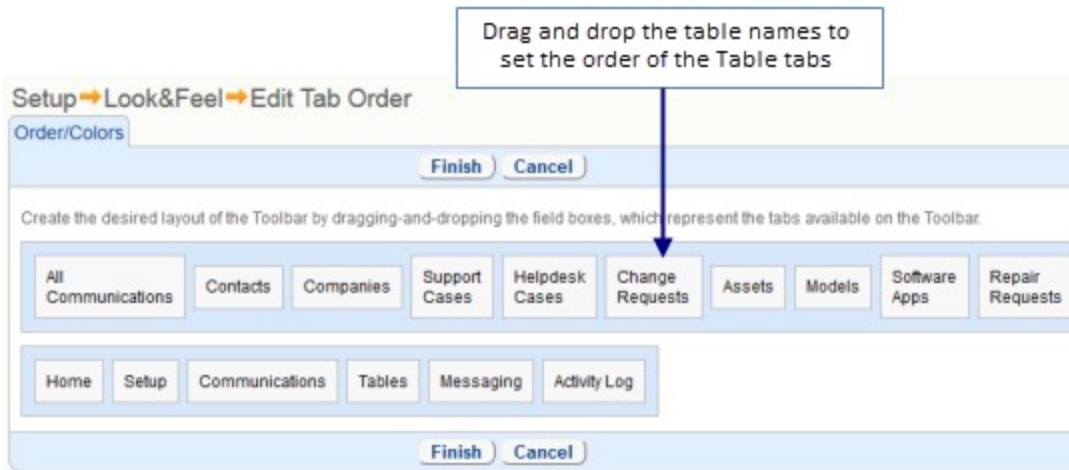 Drag and drop the table names to
set the order of the Table tabs
Setup➡Look&Feel➡Edit Tab Order
Order/Colors
Finish Cancel
Create the desired layout of the Toolbar by dragging-and-dropping the field boxes, which represent the tabs available on the Toolbar.
All
Communications
Contacts
Companies
Support
Cases
Helpdesk
Cases
Change
Requests
Assets
Models
Software
Apps
Repair
Requests
Home
Setup
Communications
Tables
Messaging
Activity Log
Finish Cancel